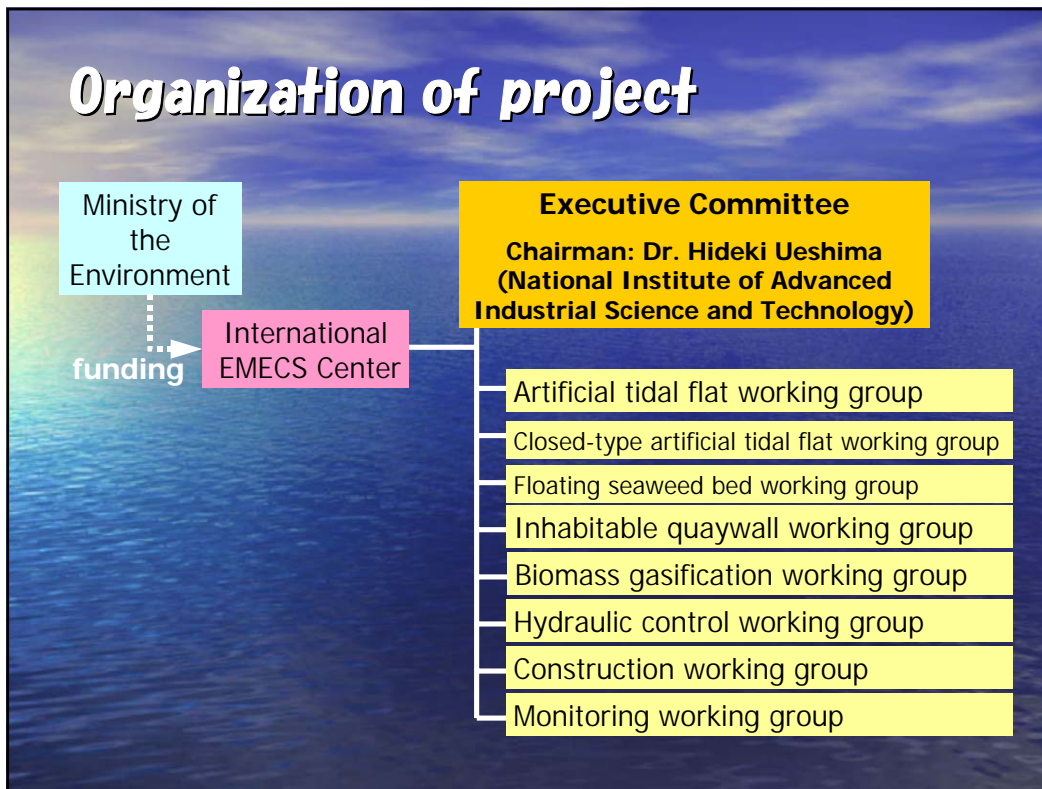 Organization of project
Ministry of
the
Environment
funding
International
EMECS Center
Executive Committee
Chairman: Dr. Hideki Ueshima
(National Institute of Advanced
Industrial Science and Technology)
Artificial tidal flat working group
Closed-type artificial tidal flat working group
Floating seaweed bed working group
Inhabitable quaywall working group
Biomass gasification working group
Hydraulic control working group
Construction working group
Monitoring working group